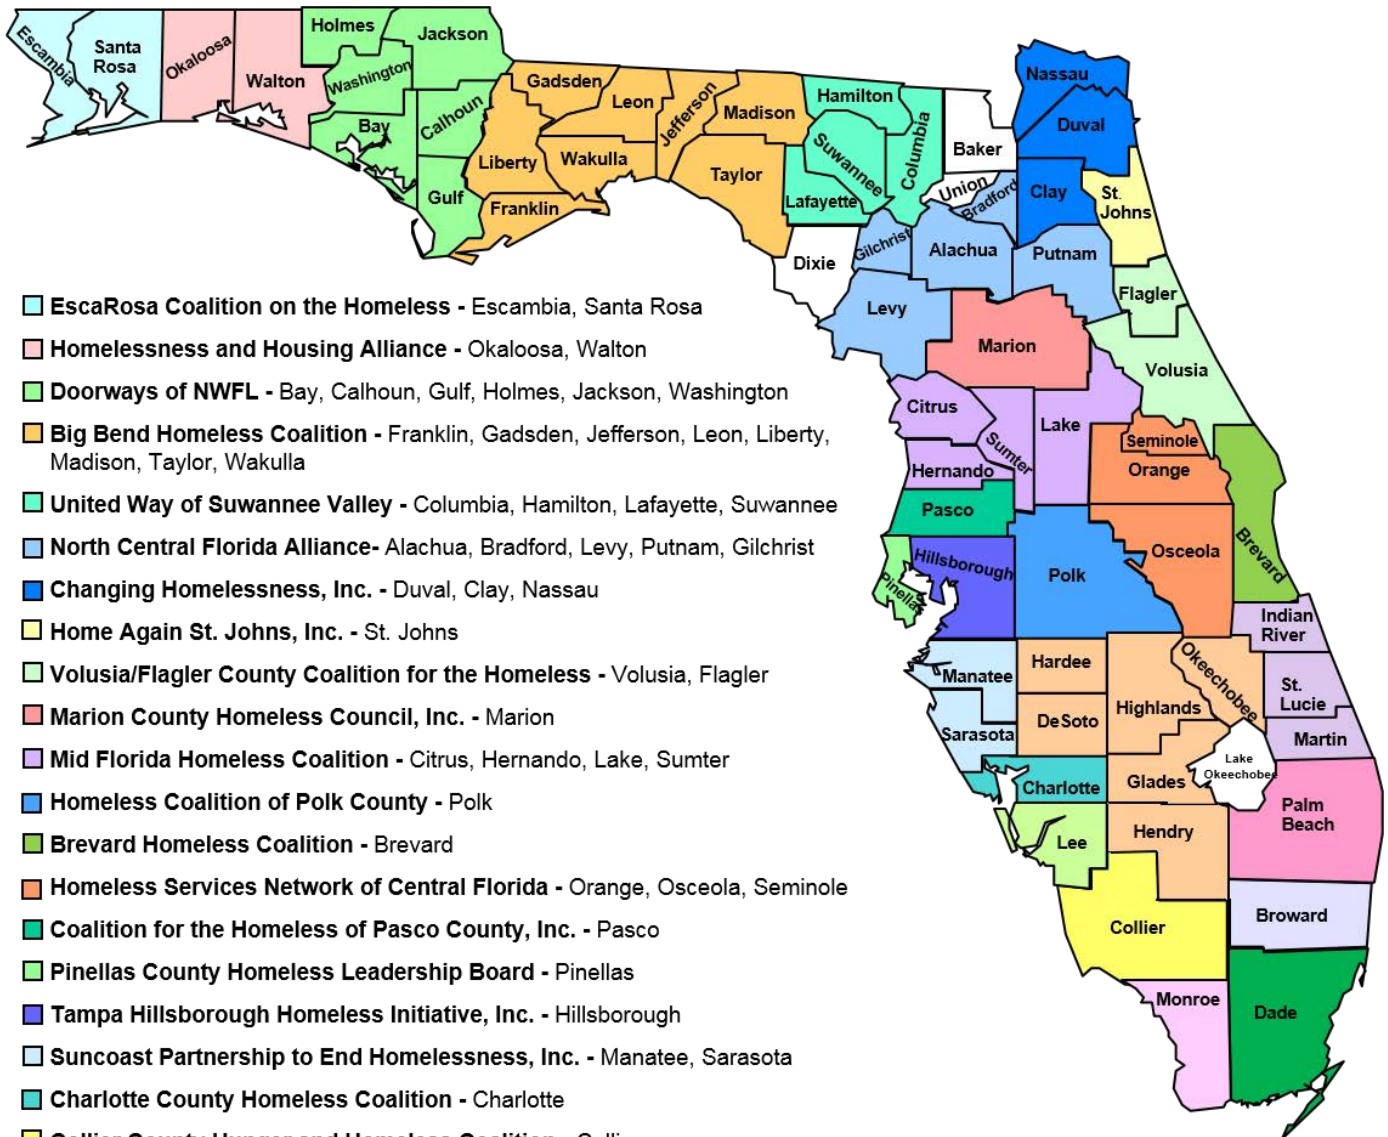 Escambia
Santa
Rosa
Okaloosa
Walton
Holmes
Jackson
Washington
Bay
Calhoun
Gulf
Gadsden
Leon
Jefferson
Madison
Liberty
Wakulla
Franklin
Taylor
Hamilton
Suwannee
Columbia
Lafayette
Baker
Union
Bradford
Nassau
Duval
Clay
St.
Johns
Dixie
Gilchrist
Alachua
Putnam
Levy
Flagler
Marion
Volusia
Citrus
Sumter
Lake
Hernando
Seminole
Orange
Pasco
Pinellas
Hillsborough
Polk
Osceola
Brevard
Indian
River
Manatee
Hardee
Okeechobee
St.
Lucie
Sarasota
DeSoto
Highlands
Martin
Charlotte
Glades
Lake
Okeechobee
Palm
Beach
Lee
Hendry
Collier
Broward
Monroe
Dade
EscaRosa Coalition on the Homeless - Escambia, Santa Rosa
Homelessness and Housing Alliance - Okaloosa, Walton
Doorways of NWFL - Bay, Calhoun, Gulf, Holmes, Jackson, Washington
Big Bend Homeless Coalition - Franklin, Gadsden, Jefferson, Leon, Liberty,
Madison, Taylor, Wakulla
United Way of Suwannee Valley - Columbia, Hamilton, Lafayette, Suwannee
North Central Florida Alliance- Alachua, Bradford, Levy, Putnam, Gilchrist
Changing Homelessness, Inc. - Duval, Clay, Nassau
Home Again St. Johns, Inc. - St. Johns
Volusia/Flagler County Coalition for the Homeless - Volusia, Flagler
Marion County Homeless Council, Inc. - Marion
Mid Florida Homeless Coalition - Citrus, Hernando, Lake, Sumter
Homeless Coalition of Polk County - Polk
Brevard Homeless Coalition - Brevard
Homeless Services Network of Central Florida - Orange, Osceola, Seminole
Coalition for the Homeless of Pasco County, Inc. - Pasco
Pinellas County Homeless Leadership Board - Pinellas
Tampa Hillsborough Homeless Initiative, Inc. - Hillsborough
Suncoast Partnership to End Homelessness, Inc. - Manatee, Sarasota
Charlotte County Homeless Coalition - Charlotte